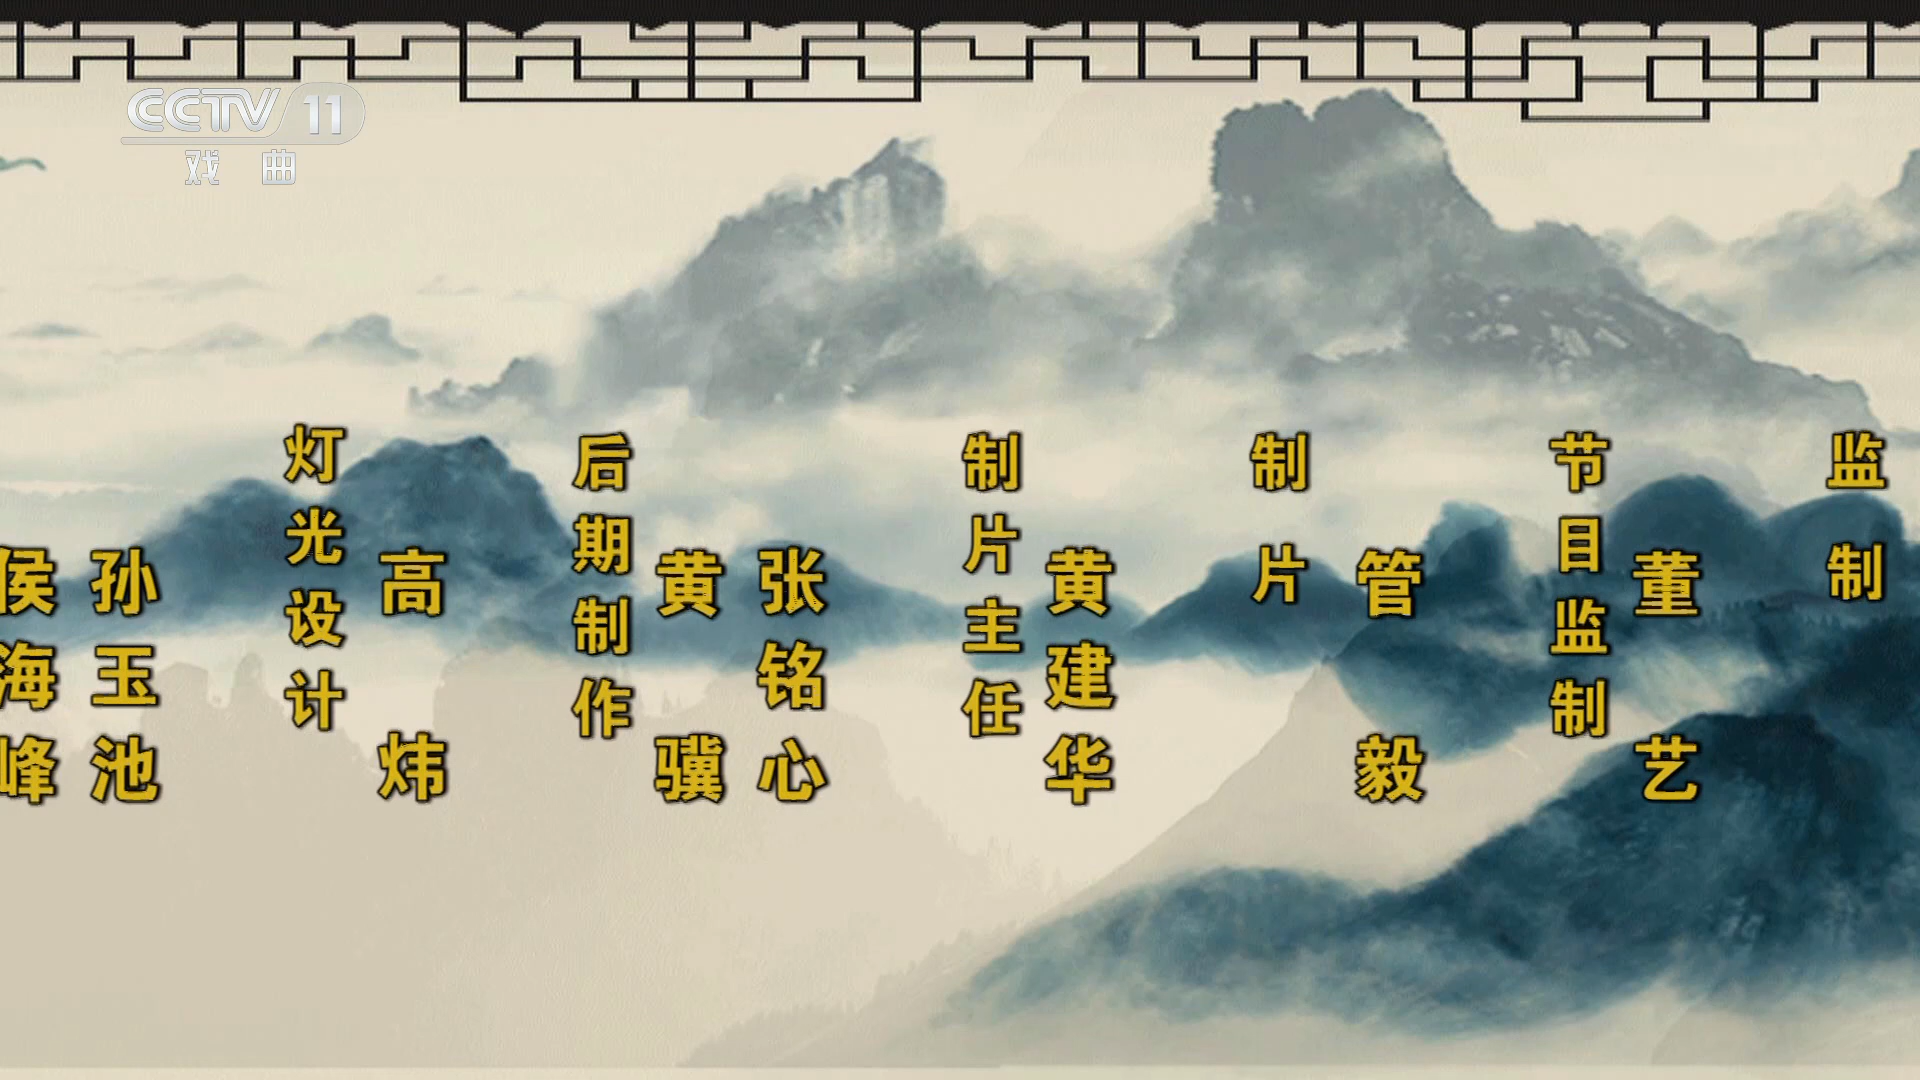 CCTV 11
戏曲
侯海峰
孙玉池
灯光设计
高炜
后期制作
黄骥
张铭心
制片主任
黄建华
制片
管毅
节目监制
董艺
监制